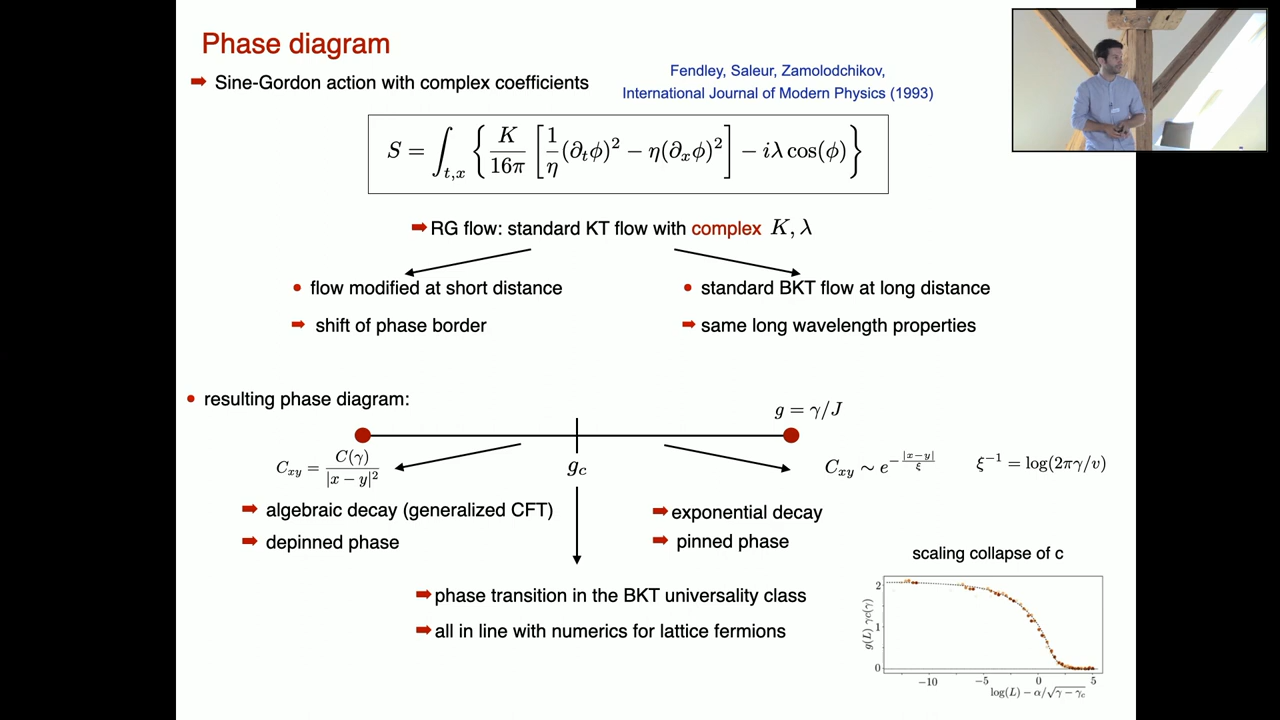 Phase diagram
Sine-Gordon action with complex coefficients
Fendley, Saleur, Zamolodchikov,
International Journal of Modern Physics (1993)
S = ∫_{t,x} { K/16π [ 1/η (∂_t ϕ)² − η(∂_x ϕ)² ] − iλ cos(ϕ) }
RG flow: standard KT flow with complex K, λ
flow modified at short distance
standard BKT flow at long distance
shift of phase border
same long wavelength properties
resulting phase diagram:
g = γ/J
g_c
C_{xy} = C(γ)/|x − y|²
C_{xy} ∼ e^{−|x−y|/ξ}
ξ^{−1} = log(2πγ/v)
algebraic decay (generalized CFT)
exponential decay
depinned phase
pinned phase
phase transition in the BKT universality class
all in line with numerics for lattice fermions
scaling collapse of c
g(L) γc(γ)
2
1
0
−10 −5 0 5
log(L) − α/√γ − γ_c